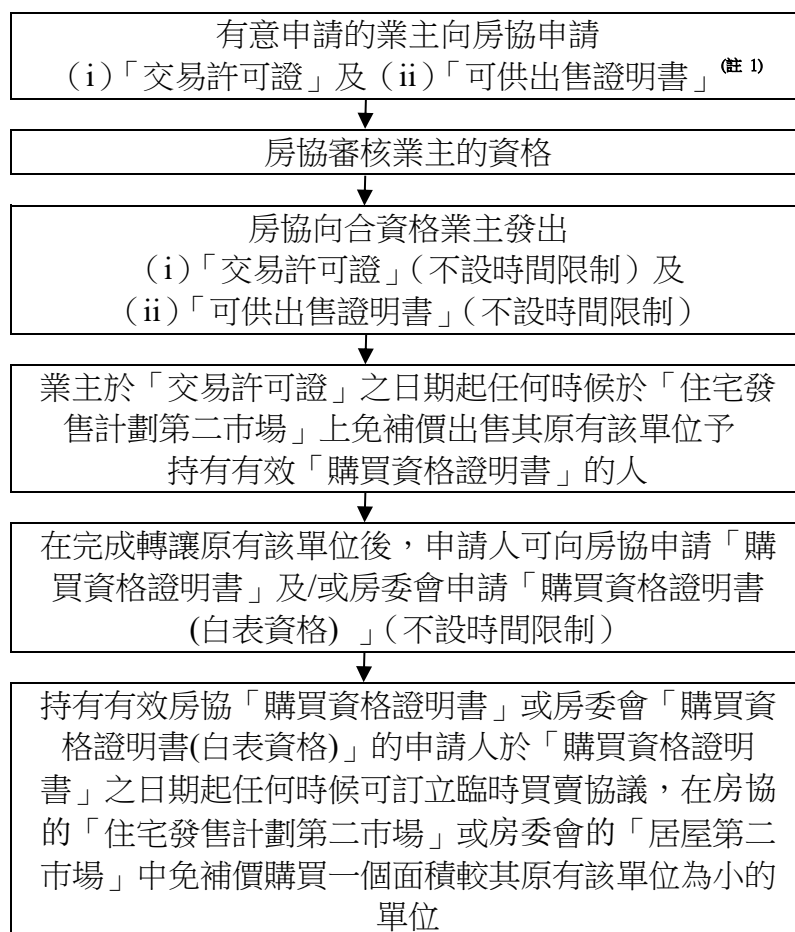 有意申請的業主向房協申請
（i）「交易許可證」及（ii）「可供出售證明書」(註 1)
房協審核業主的資格
房協向合資格業主發出
（i）「交易許可證」（不設時間限制）及
（ii）「可供出售證明書」（不設時間限制）
業主於「交易許可證」之日期起任何時候於「住宅發
售計劃第二市場」上免補價出售其原有該單位予
持有有效「購買資格證明書」的人
在完成轉讓原有該單位後，申請人可向房協申請「購
買資格證明書」及/或房委會申請「購買資格證明書
(白表資格) 」（不設時間限制）
持有有效房協「購買資格證明書」或房委會「購買資
格證明書(白表資格)」的申請人於「購買資格證明
書」之日期起任何時候可訂立臨時買賣協議，在房協
的「住宅發售計劃第二市場」或房委會的「居屋第二
市場」中免補價購買一個面積較其原有該單位為小的
單位